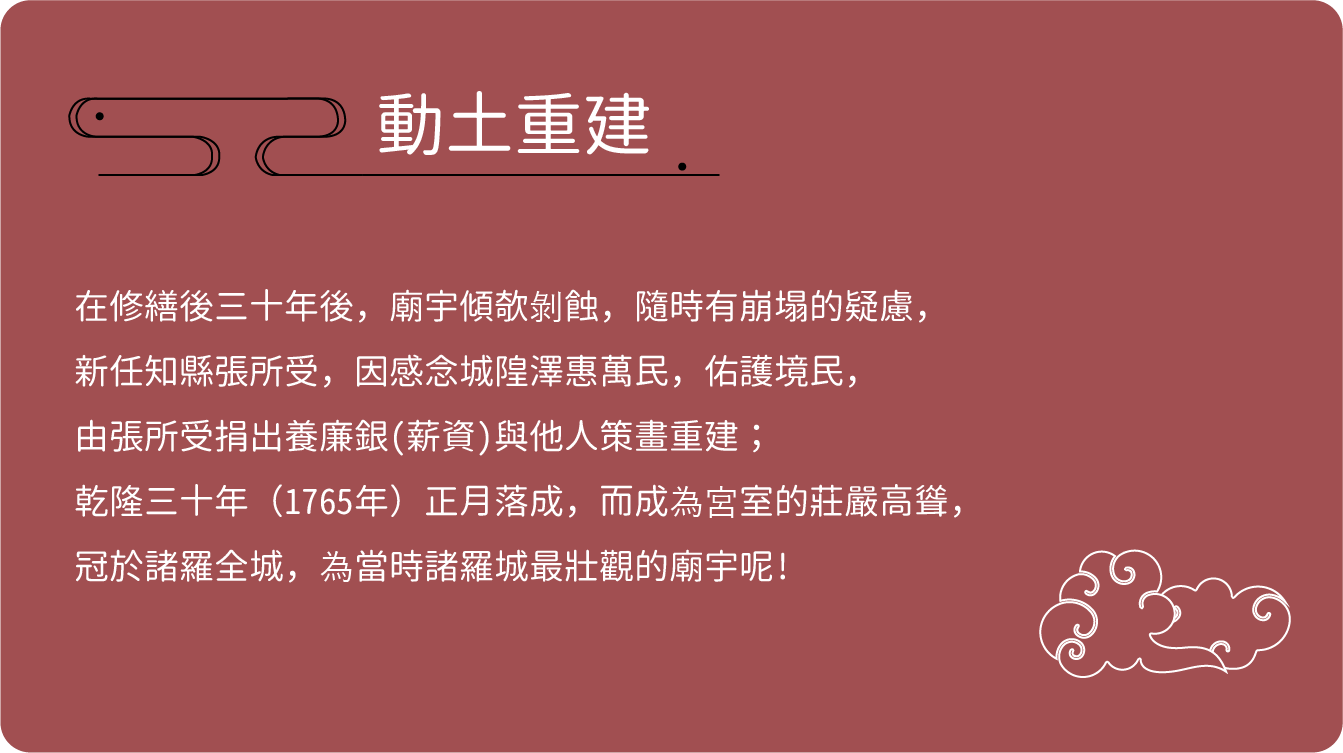 動土重建
在修繕後三十年後，廟宇傾欹剝蝕，隨時有崩塌的疑慮，
新任知縣張所受，因感念城隍澤惠萬民，佑護境民，
由張所受捐出養廉銀(薪資)與他人策畫重建；
乾隆三十年（1765年）正月落成，而成為宮室的莊嚴高聳，
冠於諸羅全城，為當時諸羅城最壯觀的廟宇呢!